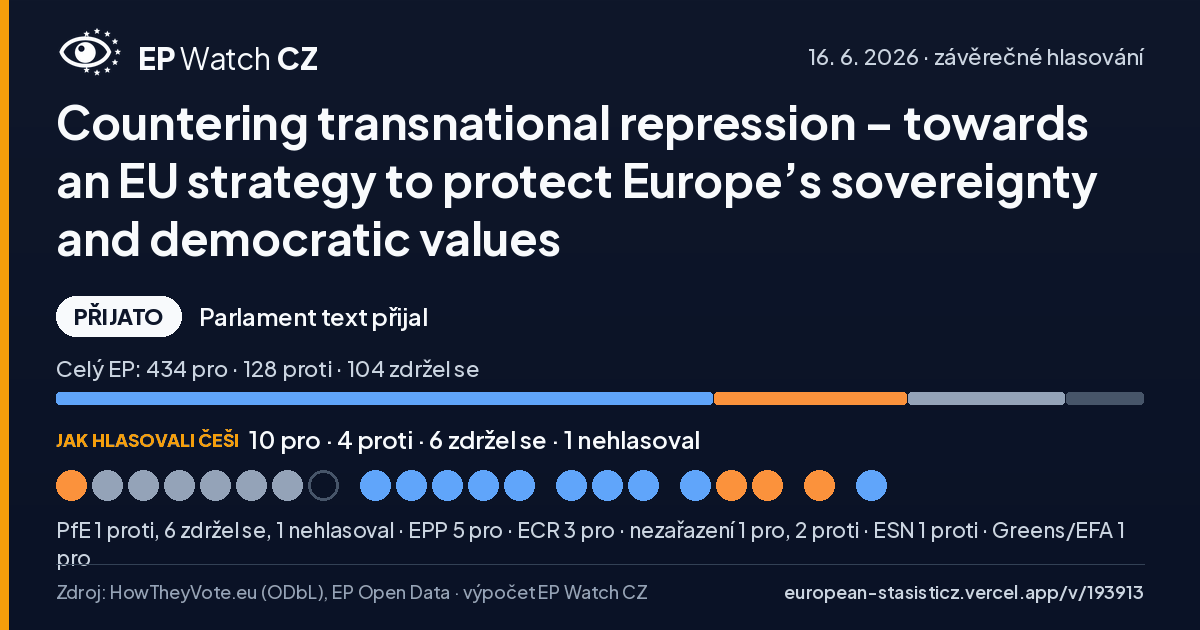 EP Watch CZ
16. 6. 2026 · závěrečné hlasování
Countering transnational repression – towards
an EU strategy to protect Europe’s sovereignty
and democratic values
PŘIJATO Parlament text přijal
Celý EP: 434 pro · 128 proti · 104 zdržel se
JAK HLASOVALI ČEŠI 10 pro · 4 proti · 6 zdržel se · 1 nehlasoval
PfE 1 proti, 6 zdržel se, 1 nehlasoval · EPP 5 pro · ECR 3 pro · nezařazení 1 pro, 2 proti · ESN 1 proti · Greens/EFA 1
pro
Zdroj: HowTheyVote.eu (ODbL), EP Open Data · výpočet EP Watch CZ
european-stasisticz.vercel.app/v/193913